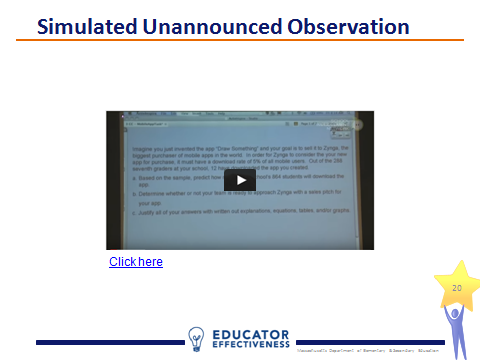 Simulated Unannounced Observation
Imagine you just invented the app "Draw Something" and your goal is to sell it to Zynga, the
biggest purchaser of mobile apps in the world. In order for Zynga to consider the your new
app for purchase, it must have a download rate of 5% of all mobile users. Out of the
seventh graders at your school, 12 have downloaded the app you created.
a. Based on the sample, predict how school's 864 students will download the
app.
b. Determine whether or not your team is ready to approach Zynga with a sales pitch for
your app.
c. Justify all of your answers with written out explanations, equations, tables, and/or graphs.
Click here
20
EDUCATOR
EFFECTIVENESS
Massachusetts Department of Elementary & Secondary Education